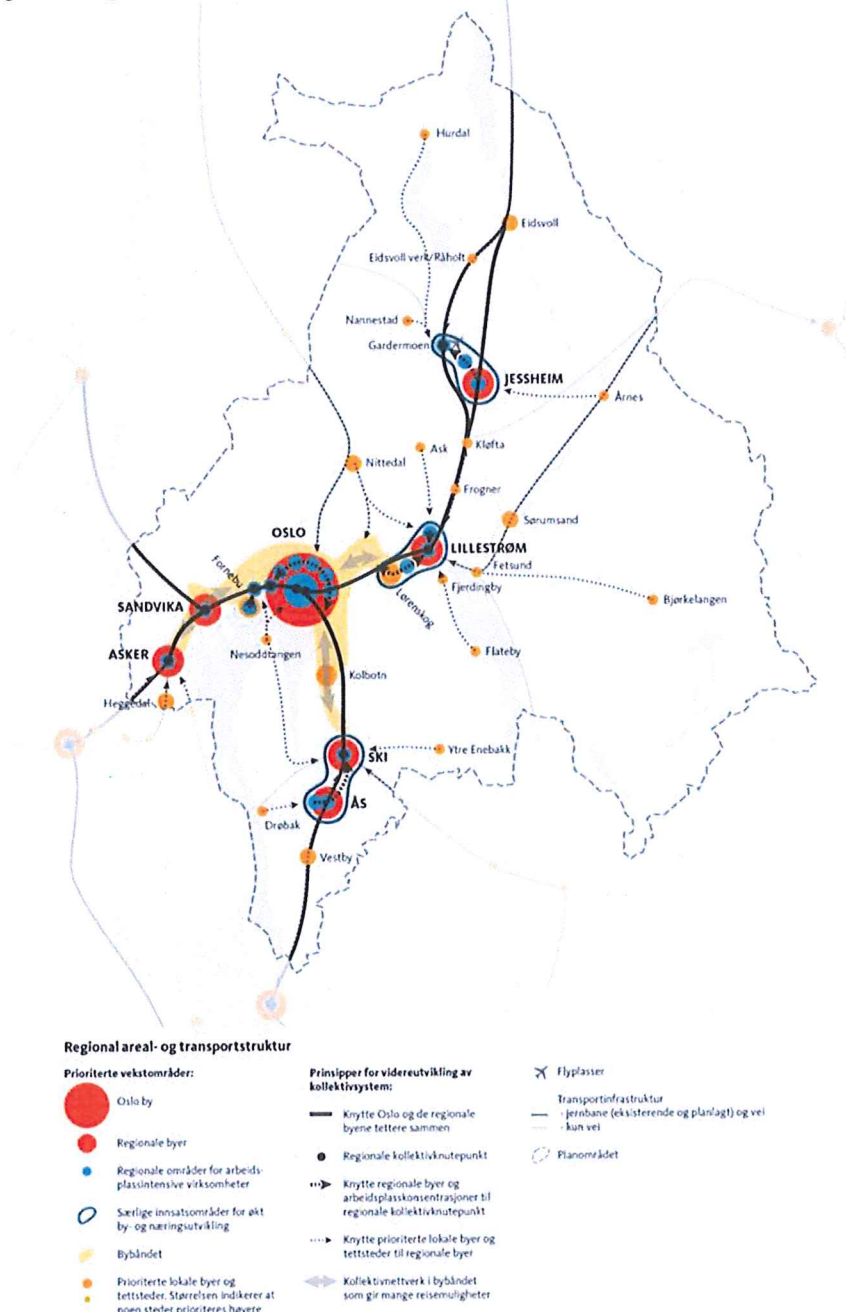 Hurdal
Eidsvoll
Eidsvoll verk/Råholt
Nannestad
Gardermoen
JESSHEIM
Årnes
Ask
Kløfta
Nittedal
Frogner
Sørumsand
OSLO
LILLESTRØM
Fetsund
Fornebu
Fjerdingby
Lørenskog
Bjørkelangen
SANDVIKA
ASKER
Nesoddtangen
Flateby
Kolbotn
Heggedal
Ytre Enebakk
SKI
ÅS
Drøbak
Vestby
Regional areal- og transportstruktur
Prioriterte vekstområder:
Oslo by
Regionale byer
Regionale områder for arbeids-
plassintensive virksomheter
Særlige innsatsområder for økt
by- og næringsutvikling
Bybåndet
Prioriterte lokale byer og
tettsteder. Størrelsen indikerer at
noen steder prioriteres høyere
Prinsipper for videreutvikling av
kollektivsystem:
Knytte Oslo og de regionale
byene tettere sammen
Regionale kollektivknutepunkt
Knytte regionale byer og
arbeidsplasskonsentrasjoner til
regionale kollektivknutepunkt
Knytte prioriterte lokale byer og
tettsteder til regionale byer
Kollektivnettverk i bybåndet
som gir mange reisemuligheter
Flyplasser
Transportinfrastruktur
- jernbane (eksisterende og planlagt) og vei
- kun vei
Planområdet